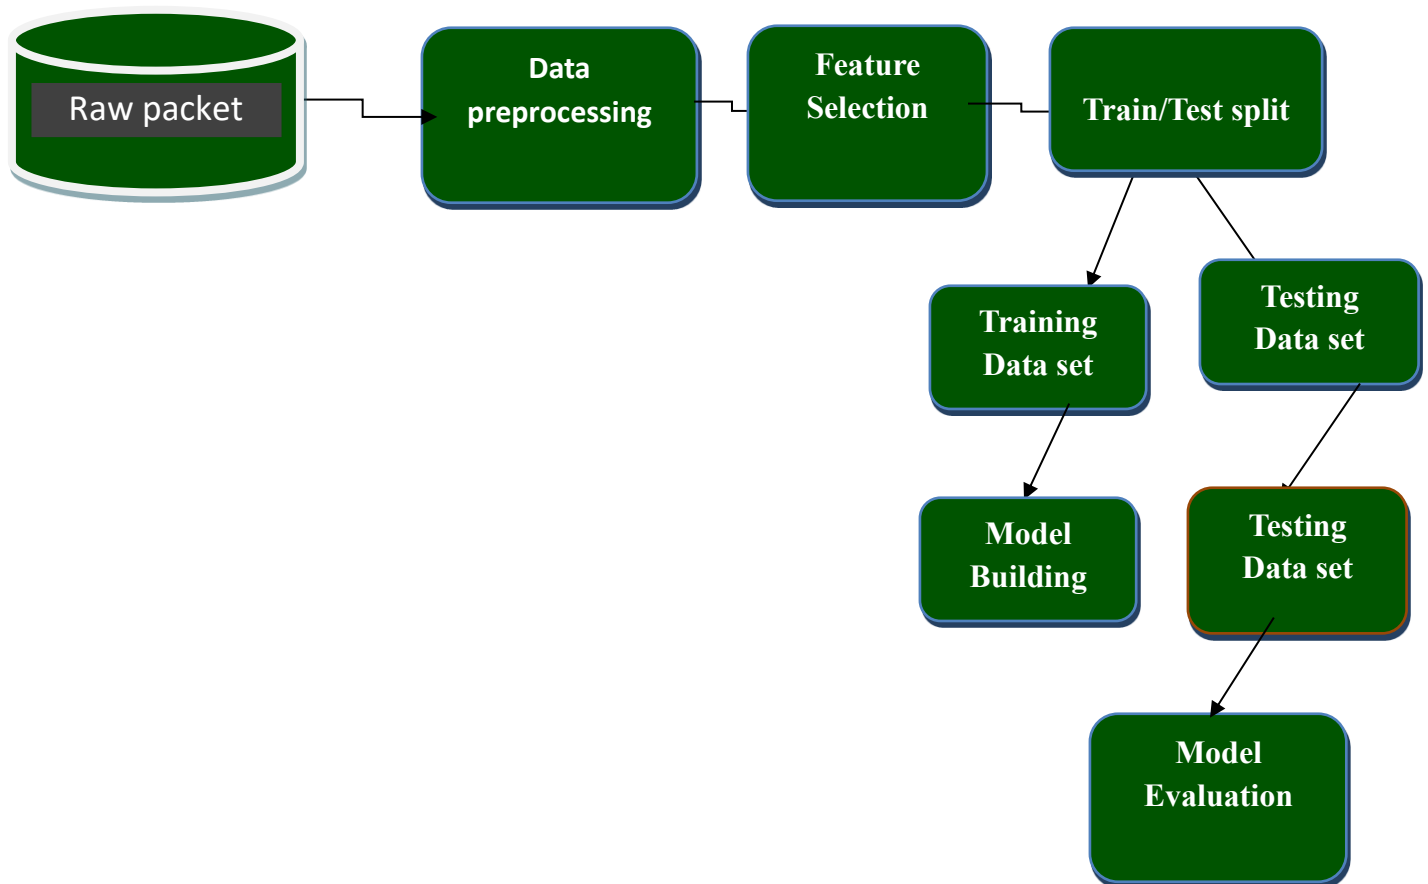 Raw packet
Data
preprocessing
Feature
Selection
Train/Test split
Training
Data set
Testing
Data set
Model
Building
Testing
Data set
Model
Evaluation